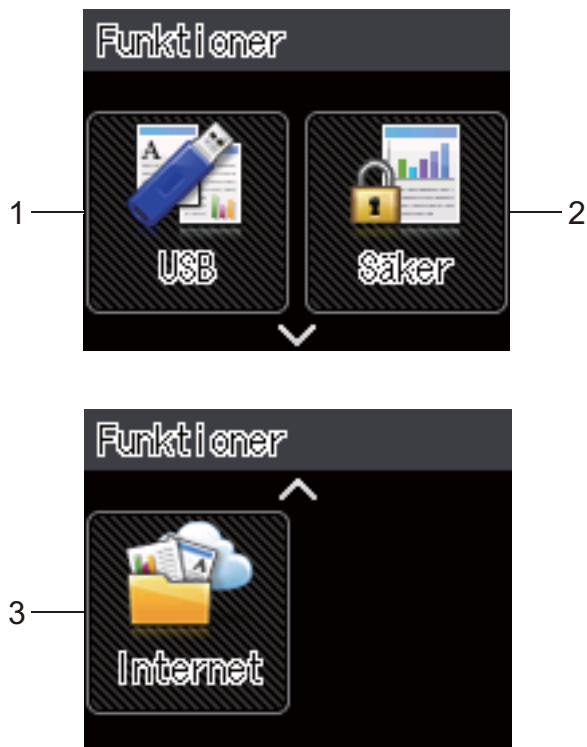 Funktioner
1
A
USB
2
Säker
Funktioner
3
A
Internet